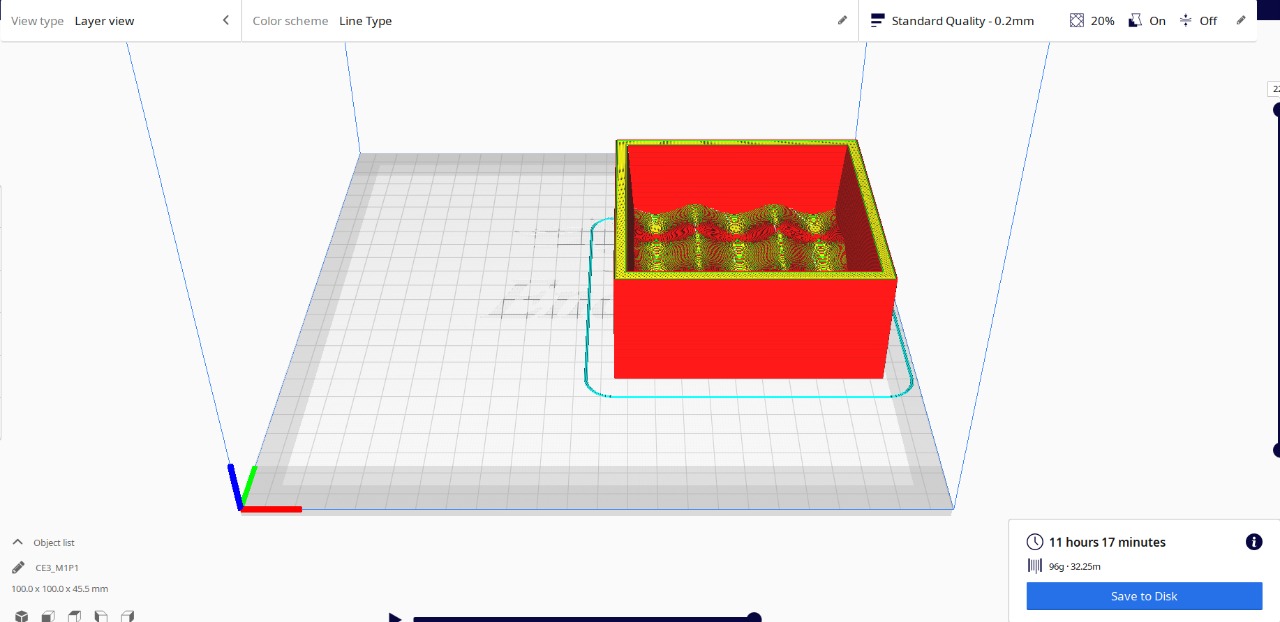 View type Layer view Color scheme Line Type Standard Quality - 0.2mm 20% On Off
Object list
CE3_M1P1
100.0 x 100.0 x 45.5 mm
11 hours 17 minutes
96g · 32.25m
Save to Disk